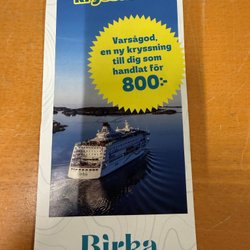 Varsågod,
en ny kryssning
till dig som
handlat för
800:-
Birka